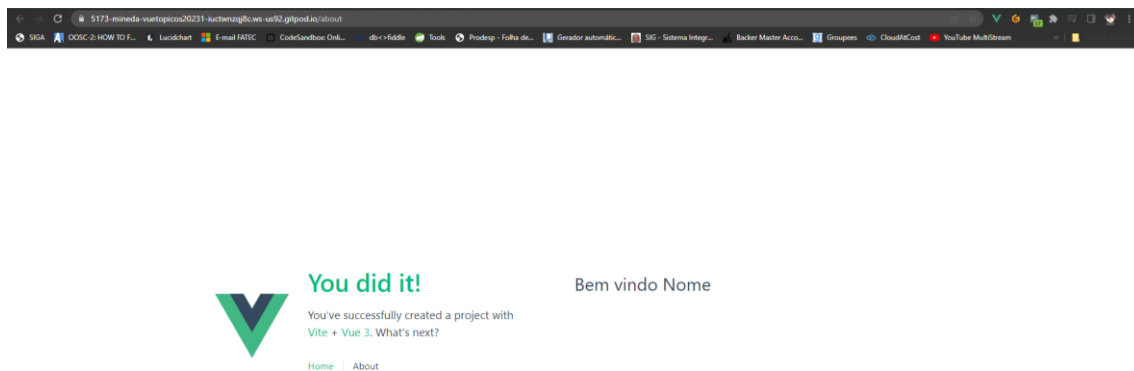 5173-mineda-vuetopicos20231-iuctwnzqji8c.ws-us92.gitpod.io/about
SIGA OOSC-2: HOW TO F... Lucidchart E-mail FATEC CodeSandbox: Onli... db<>fiddle Tools Prodesp - Folha de... Gerador automátic... SIG - Sistema Integr... Backer Master Acco... Groupees CloudAtCost YouTube MultiStream
You did it!
Bem vindo Nome
You've successfully created a project with
Vite + Vue 3. What's next?
Home About